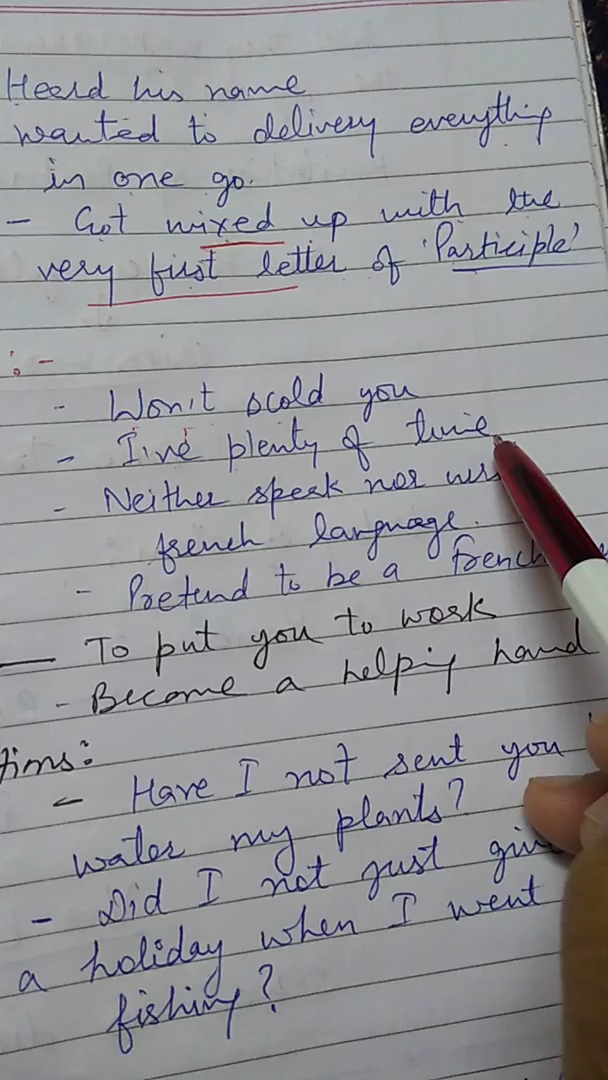 Heard his name
wanted to delivery everything
in one go.
- Got mixed up with the
very first letter of 'Participle'
:-
- Won't scold you
- I've plenty of time
- Neither speak nor
french language.
- Pretend to be a French
— To put you to work
- Become a helping hand
tims:
- Have I not sent you
water my plants?
- Did I not just giv
a holiday when I went
fishing?